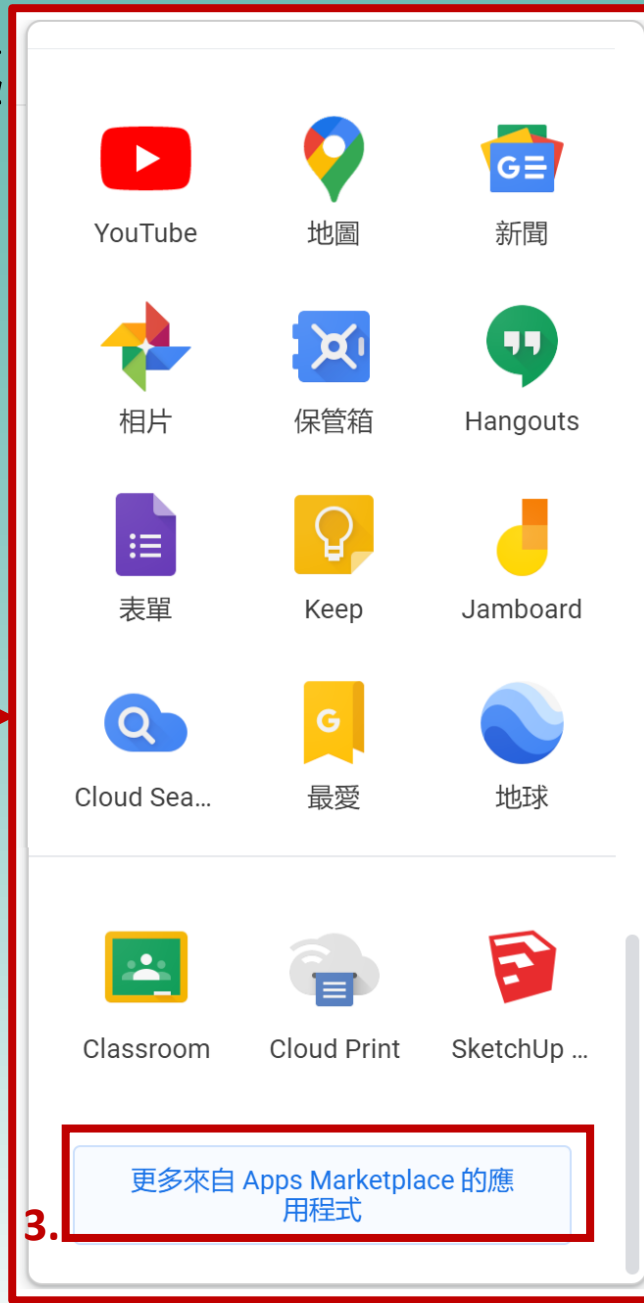 YouTube 地圖 新聞
相片 保管箱 Hangouts
表單 Keep Jamboard
Cloud Sea... 最愛 地球
Classroom Cloud Print SketchUp ...
更多來自 Apps Marketplace 的應
用程式
3.